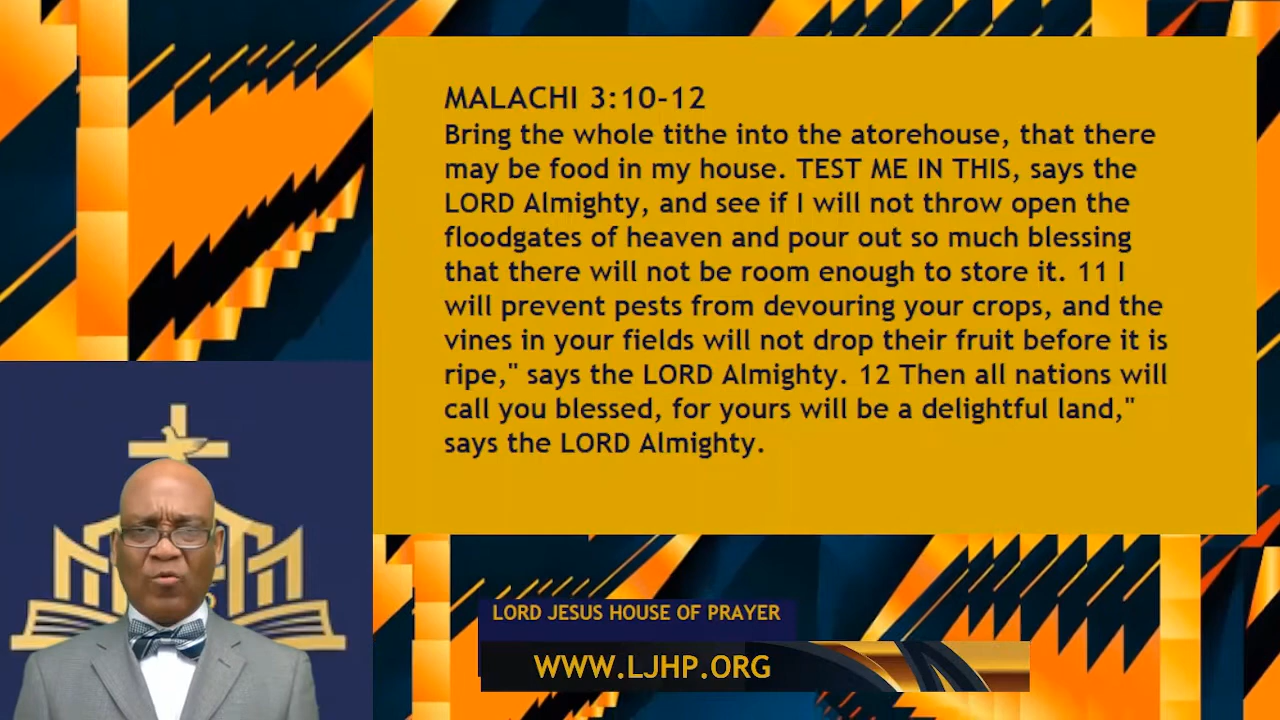 MALACHI 3:10-12
Bring the whole tithe into the atorehouse, that there
may be food in my house. TEST ME IN THIS, says the
LORD Almighty, and see if I will not throw open the
floodgates of heaven and pour out so much blessing
that there will not be room enough to store it. 11 I
will prevent pests from devouring your crops, and the
vines in your fields will not drop their fruit before it is
ripe," says the LORD Almighty. 12 Then all nations will
call you blessed, for yours will be a delightful land,"
says the LORD Almighty.
LORD JESUS HOUSE OF PRAYER
WWW.LJHP.ORG